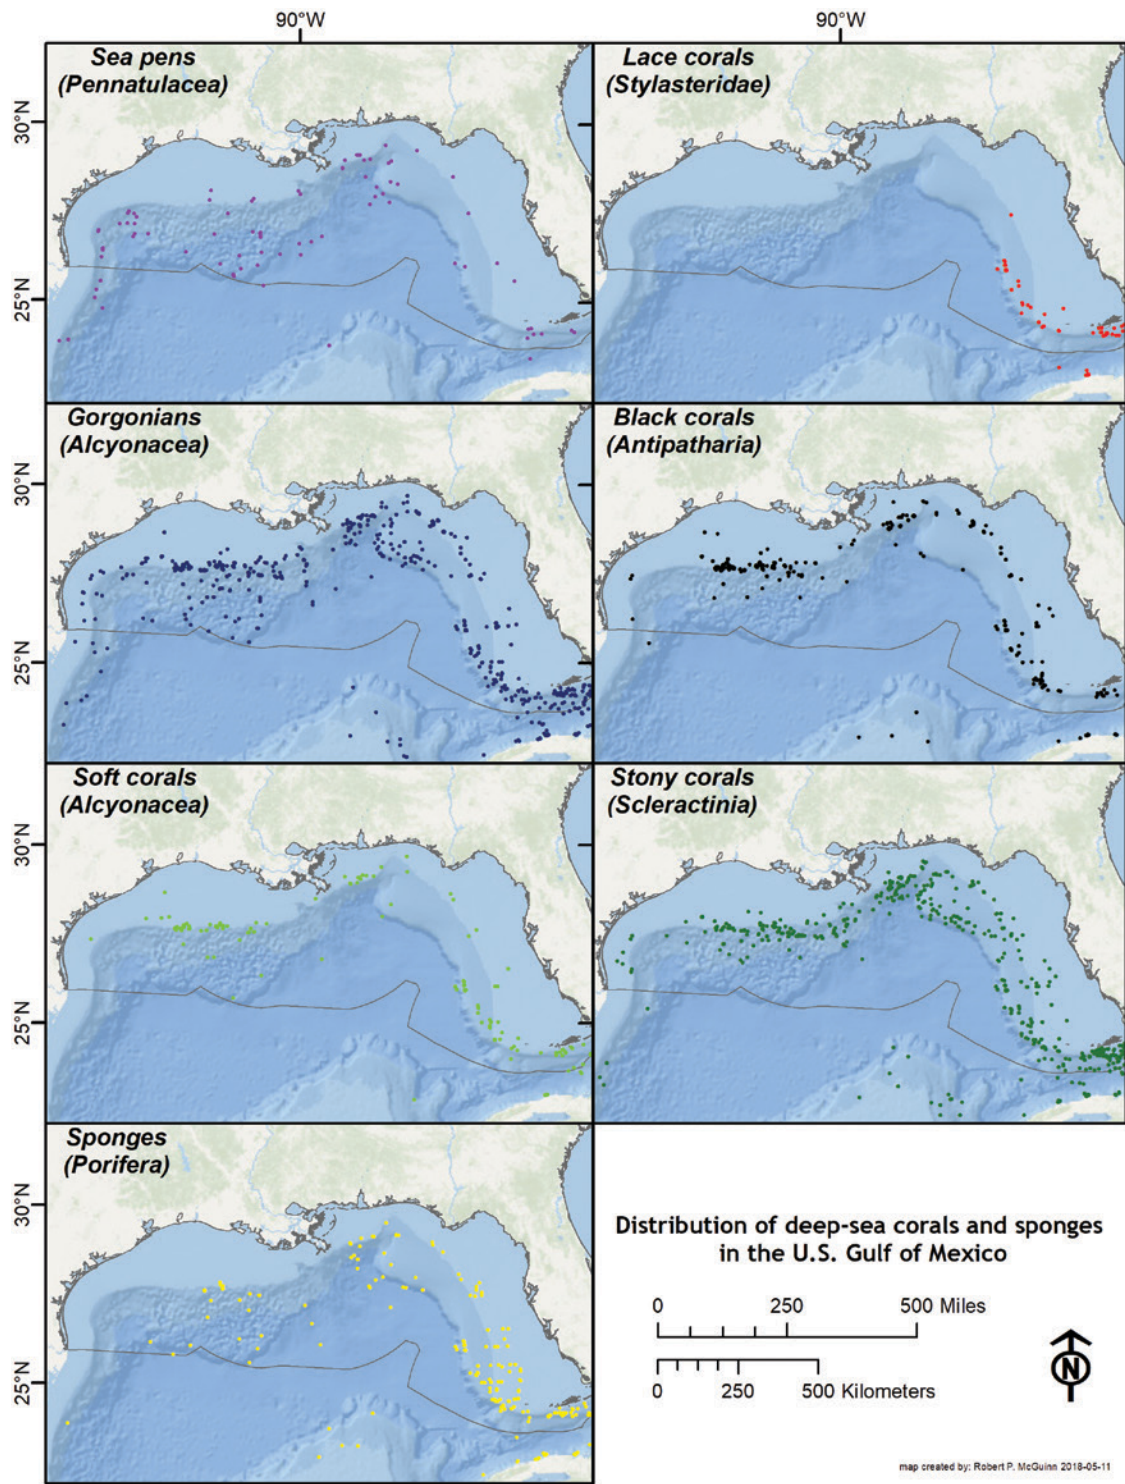 90°W 90°W
Sea pens
(Pennatulacea)
Lace corals
(Stylasteridae)
30°N
25°N
Gorgonians
(Alcyonacea)
Black corals
(Antipatharia)
30°N
25°N
Soft corals
(Alcyonacea)
Stony corals
(Scleractinia)
30°N
25°N
Sponges
(Porifera)
30°N
25°N
Distribution of deep-sea corals and sponges
in the U.S. Gulf of Mexico
0 250 500 Miles
0 250 500 Kilometers
N
map created by: Robert P. McGuinn 2018-05-11